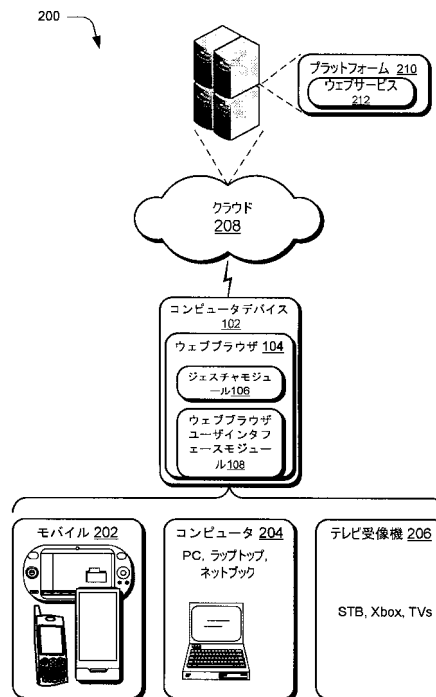 200
プラットフォーム 210
ウェブサービス
212
クラウド
208
コンピュータデバイス
102
ウェブブラウザ 104
ジェスチャモジュ
ール106
ウェブブラウザ
ユーザインタフ
ェースモジュー
ル108
モバイル 202
コンピュータ 204
PC, ラップトップ,
ネットブック
テレビ受像機 206
STB, Xbox, TVs